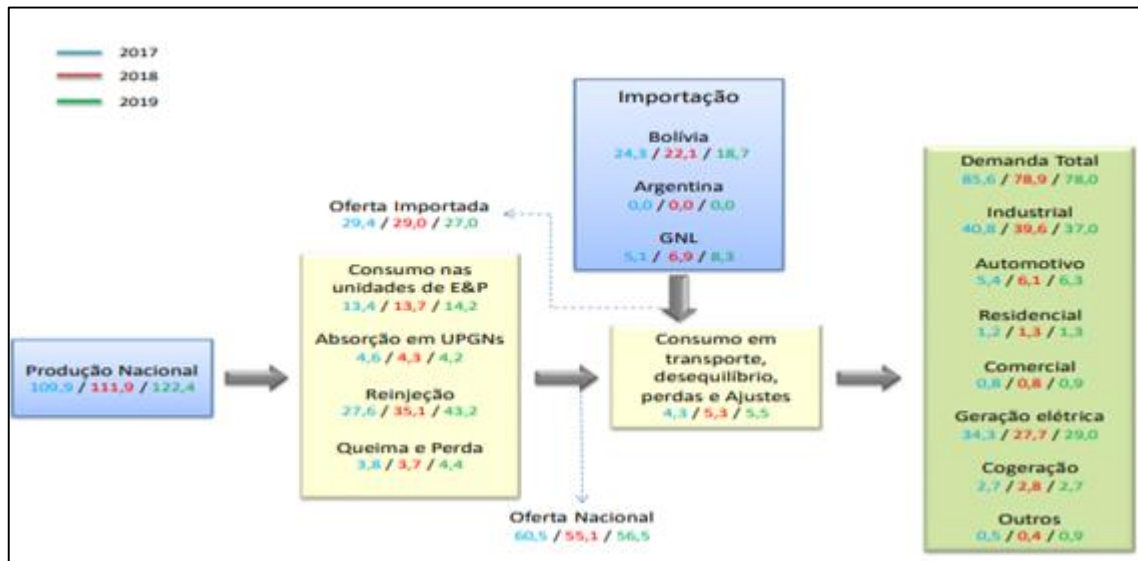 2017
2018
2019
Importação
Bolívia
24,3 / 22,1 / 18,7
Argentina
0,0 / 0,0 / 0,0
GNL
5,1 / 6,9 / 8,3
Oferta Importada
29,4 / 29,0 / 27,0
Produção Nacional
109,9 / 111,9 / 122,4
Consumo nas
unidades de E&P
13,4 / 13,7 / 14,2
Absorção em UPGNs
4,6 / 4,3 / 4,2
Reinjeção
27,6 / 35,1 / 43,2
Queima e Perda
3,8 / 3,7 / 4,4
Oferta Nacional
60,5 / 55,1 / 56,5
Consumo em
transporte,
desequilíbrio,
perdas e Ajustes
4,3 / 5,3 / 5,5
Demanda Total
85,6 / 78,9 / 78,0
Industrial
40,8 / 39,6 / 37,0
Automotivo
5,4 / 6,1 / 6,3
Residencial
1,2 / 1,3 / 1,3
Comercial
0,8 / 0,8 / 0,9
Geração elétrica
34,3 / 27,7 / 29,0
Cogeração
2,7 / 2,8 / 2,7
Outros
0,5 / 0,4 / 0,9